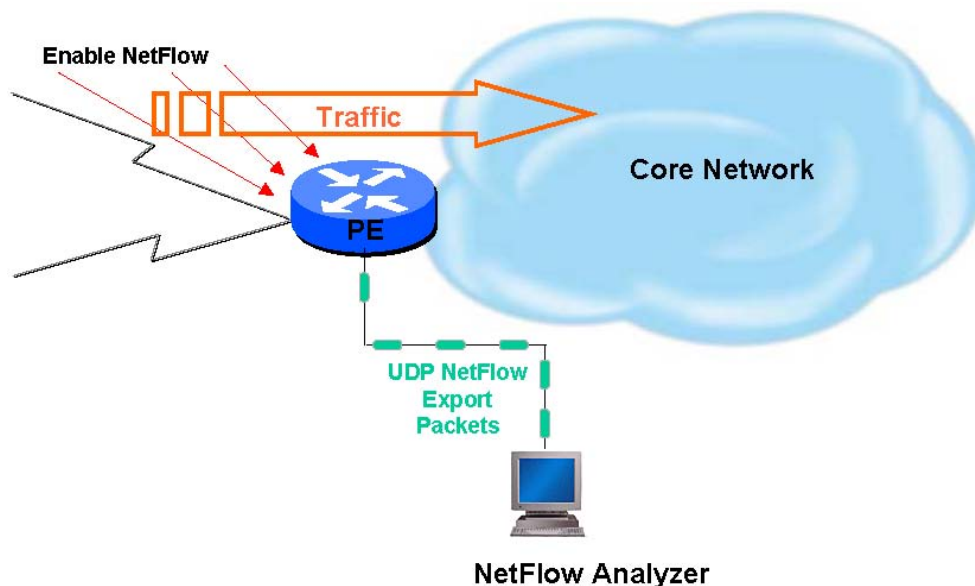 Enable NetFlow
Traffic
Core Network
PE
UDP NetFlow
Export
Packets
NetFlow Analyzer